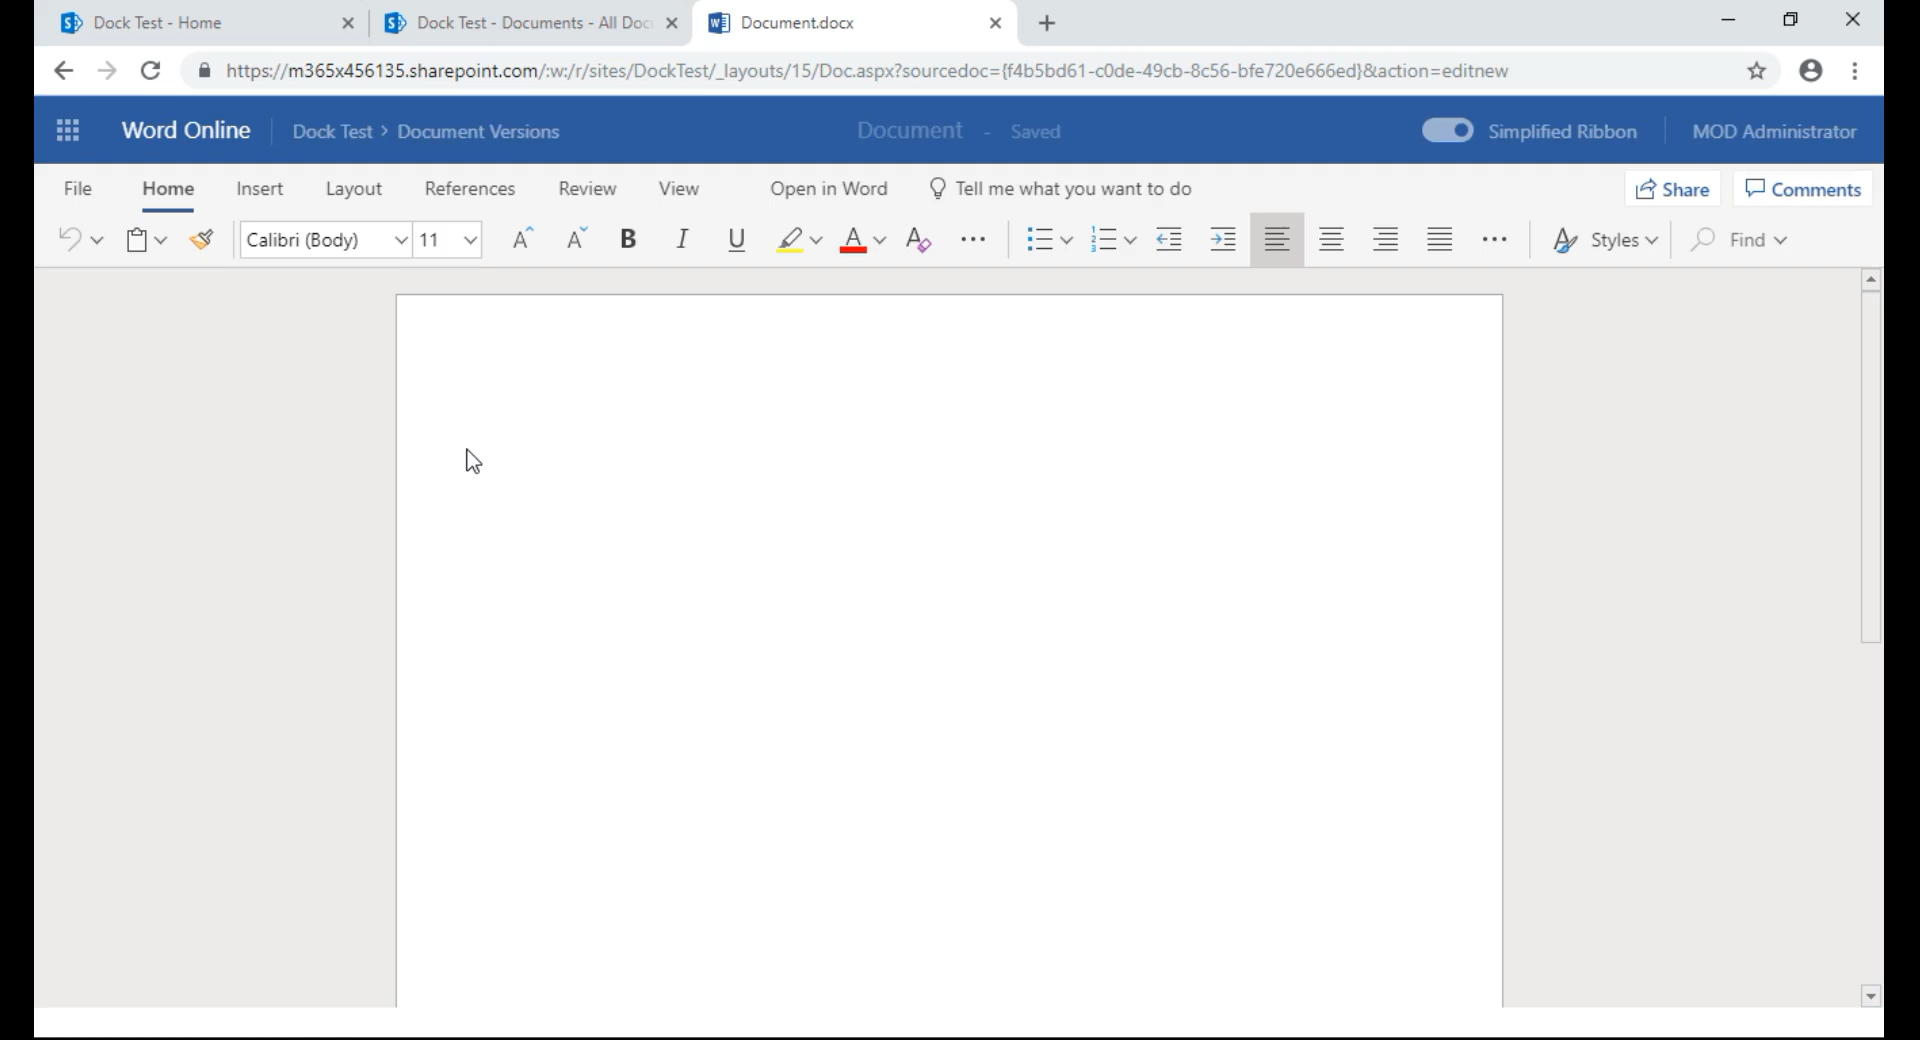 Dock Test - Home
Dock Test - Documents - All Doc
Document.docx
https://m365x456135.sharepoint.com/:w:/r/sites/DockTest/_layouts/15/Doc.aspx?sourcedoc={f4b5bd61-c0de-49cb-8c56-bfe720e666ed}&action=editnew
Word Online
Dock Test > Document Versions
Document - Saved
Simplified Ribbon
MOD Administrator
File Home Insert Layout References Review View Open in Word Tell me what you want to do Share Comments
Calibri (Body) 11 Styles Find